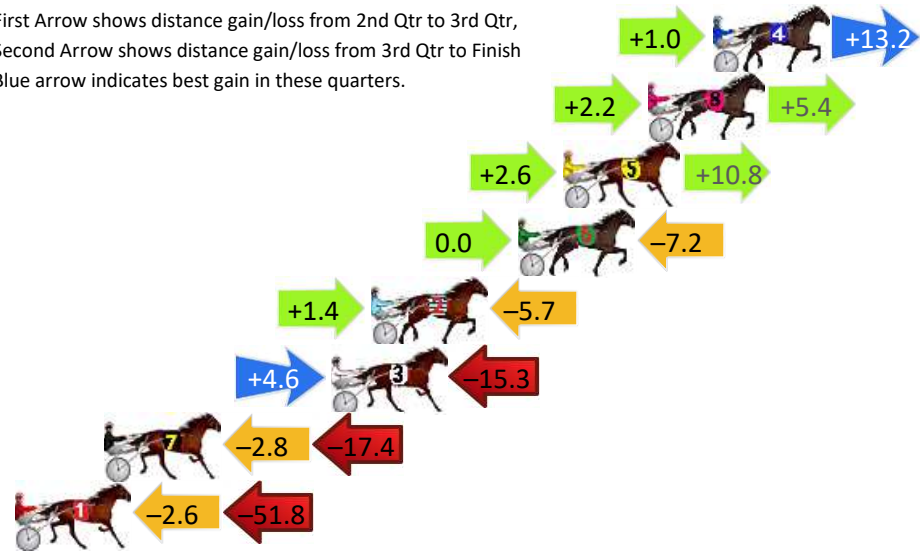 First Arrow shows distance gain/loss from 2nd Qtr to 3rd Qtr,
Second Arrow shows distance gain/loss from 3rd Qtr to Finish
Blue arrow indicates best gain in these quarters.
+1.0 4 +13.2
+2.2 8 +5.4
+2.6 5 +10.8
0.0 6 –7.2
+1.4 2 –5.7
+4.6 3 –15.3
7 –2.8 –17.4
1 –2.6 –51.8